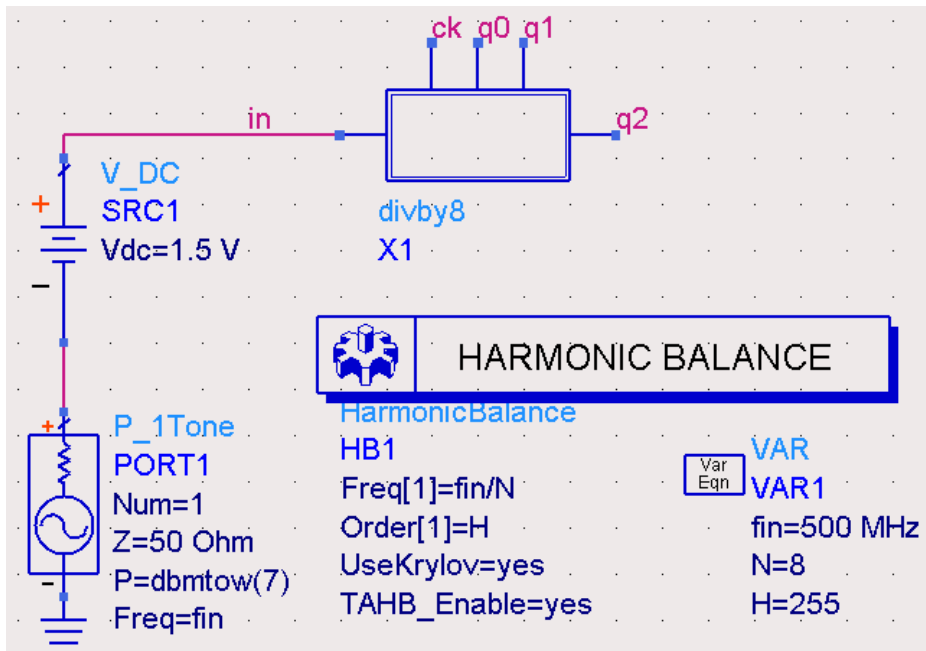 ck q0 q1
in
q2
V_DC
SRC1
Vdc=1.5 V
+
−
divby8
X1
HARMONIC BALANCE
HarmonicBalance
HB1
Freq[1]=fin/N
Order[1]=H
UseKrylov=yes
TAHB_Enable=yes
Var
Eqn
VAR
VAR1
fin=500 MHz
N=8
H=255
+
P_1Tone
PORT1
Num=1
Z=50 Ohm
P=dbmtow(7)
Freq=fin
-